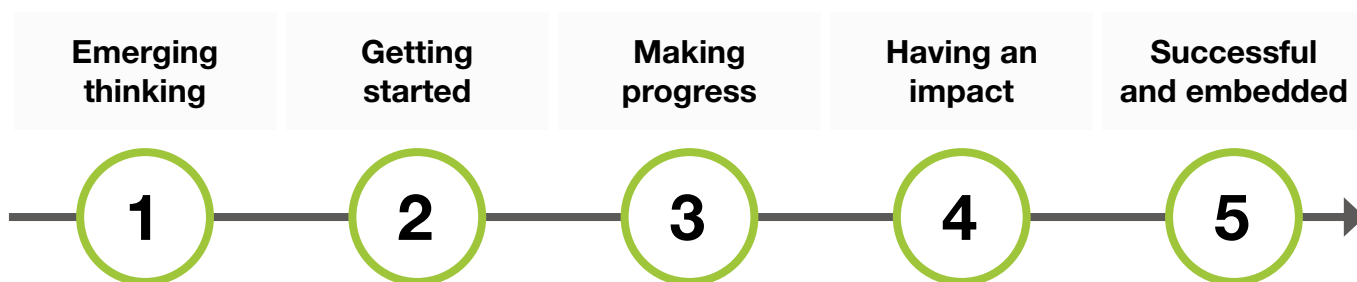 Emerging
thinking
Getting
started
Making
progress
Having an
impact
Successful
and embedded
1
2
3
4
5